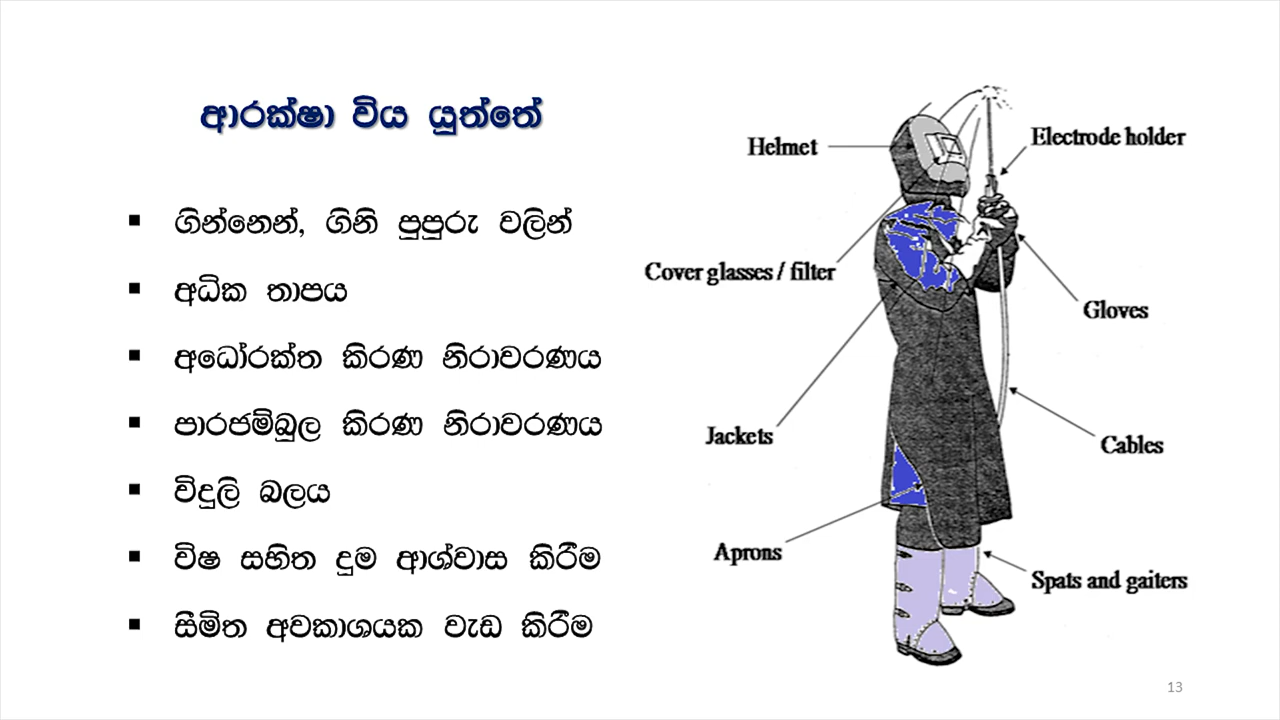 ආරක්ෂා විය යුත්තේ
▪ ගින්නෙන්, ගිනි පුපුරු වලින්
▪ අධික තාපය
▪ අධෝරක්ත කිරණ නිරාවරණය
▪ පාරජම්බුල කිරණ නිරාවරණය
▪ විදුලි බලය
▪ විෂ සහිත දුම ආශ්වාස කිරීම
▪ සීමිත අවකාශයක වැඩ කිරීම
Helmet
Electrode holder
Cover glasses / filter
Gloves
Jackets
Cables
Aprons
Spats and gaiters
13